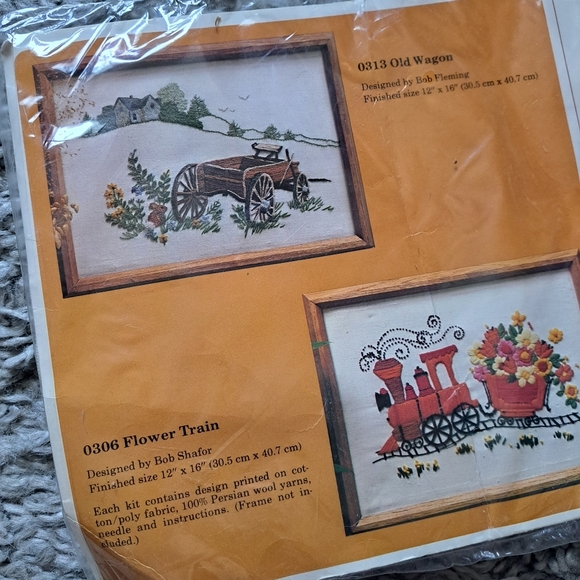 0313 Old Wagon
Designed by Bob Fleming
Finished size 12" x 16" (30.5 cm x 40.7 cm)
0306 Flower Train
Designed by Bob Shafor
Finished size 12" x 16" (30.5 cm x 40.7 cm)
Each kit contains design printed on cot-
ton/poly fabric, 100% Persian wool yarns,
needle and instructions. (Frame not in-
cluded.)